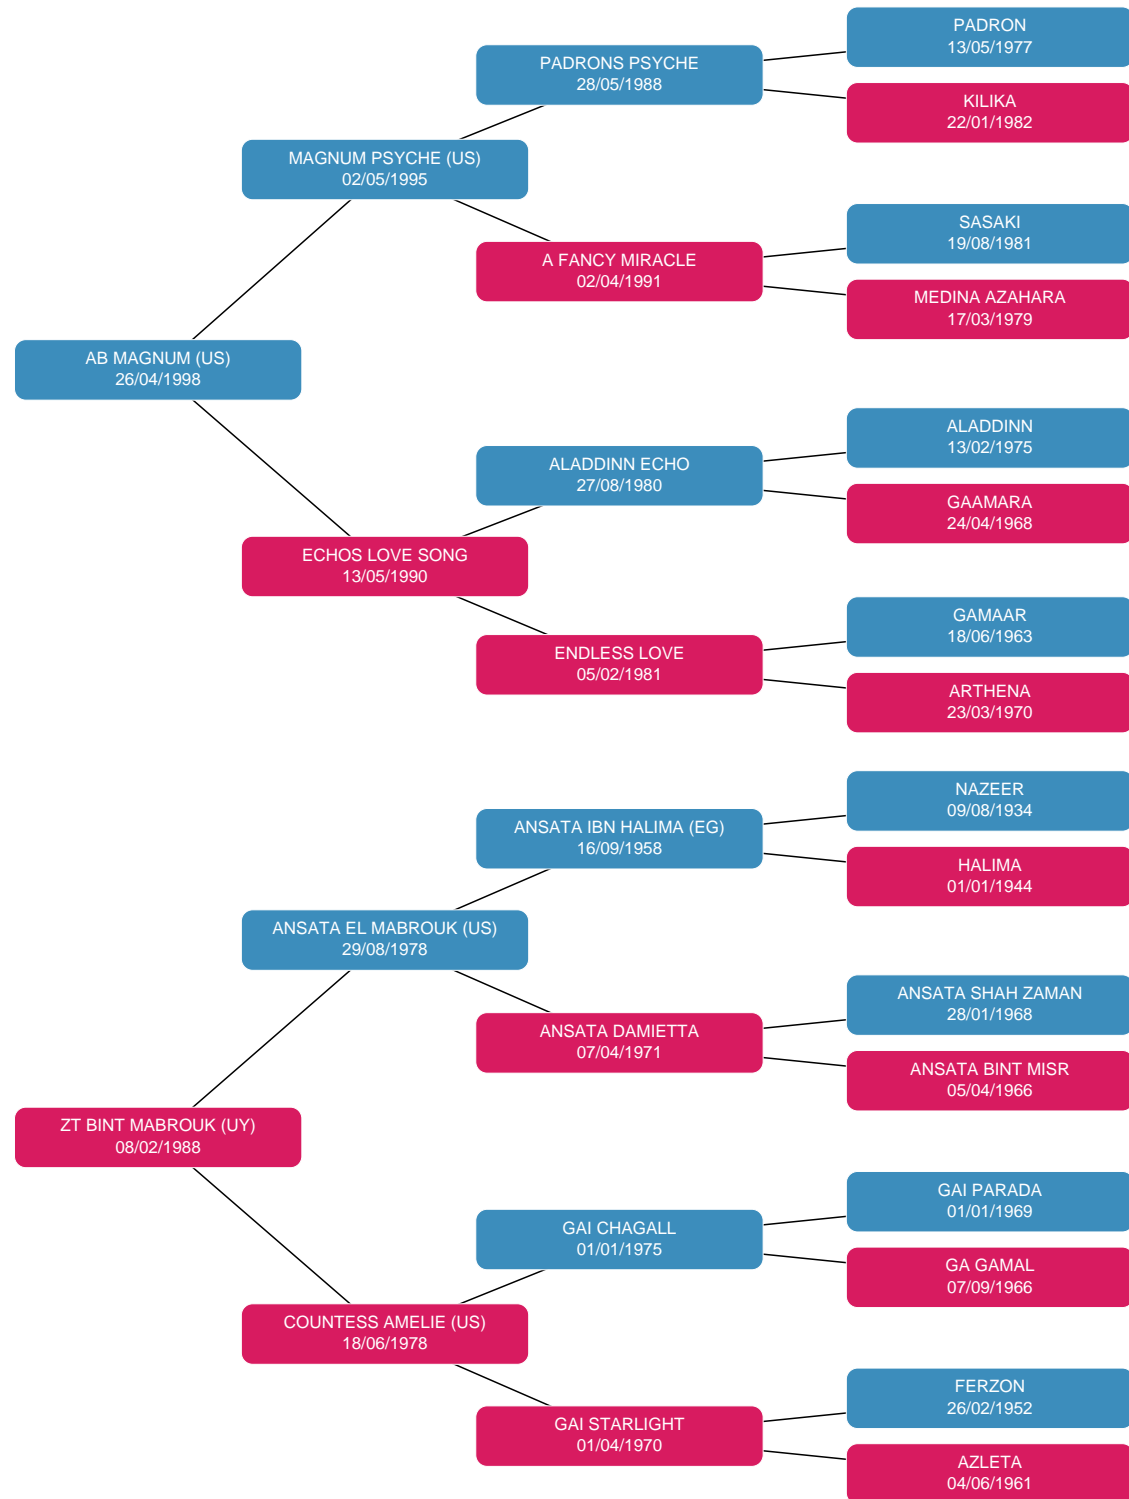 PADRON
13/05/1977
PADRONS PSYCHE
28/05/1988
KILIKA
22/01/1982
MAGNUM PSYCHE (US)
02/05/1995
SASAKI
19/08/1981
A FANCY MIRACLE
02/04/1991
MEDINA AZAHARA
17/03/1979
AB MAGNUM (US)
26/04/1998
ALADDINN
13/02/1975
ALADDINN ECHO
27/08/1980
GAAMARA
24/04/1968
ECHOS LOVE SONG
13/05/1990
GAMAAR
18/06/1963
ENDLESS LOVE
05/02/1981
ARTHENA
23/03/1970
NAZEER
09/08/1934
ANSATA IBN HALIMA (EG)
16/09/1958
HALIMA
01/01/1944
ANSATA EL MABROUK (US)
29/08/1978
ANSATA SHAH ZAMAN
28/01/1968
ANSATA DAMIETTA
07/04/1971
ANSATA BINT MISR
05/04/1966
ZT BINT MABROUK (UY)
08/02/1988
GAI PARADA
01/01/1969
GAI CHAGALL
01/01/1975
GA GAMAL
07/09/1966
COUNTESS AMELIE (US)
18/06/1978
FERZON
26/02/1952
GAI STARLIGHT
01/04/1970
AZLETA
04/06/1961